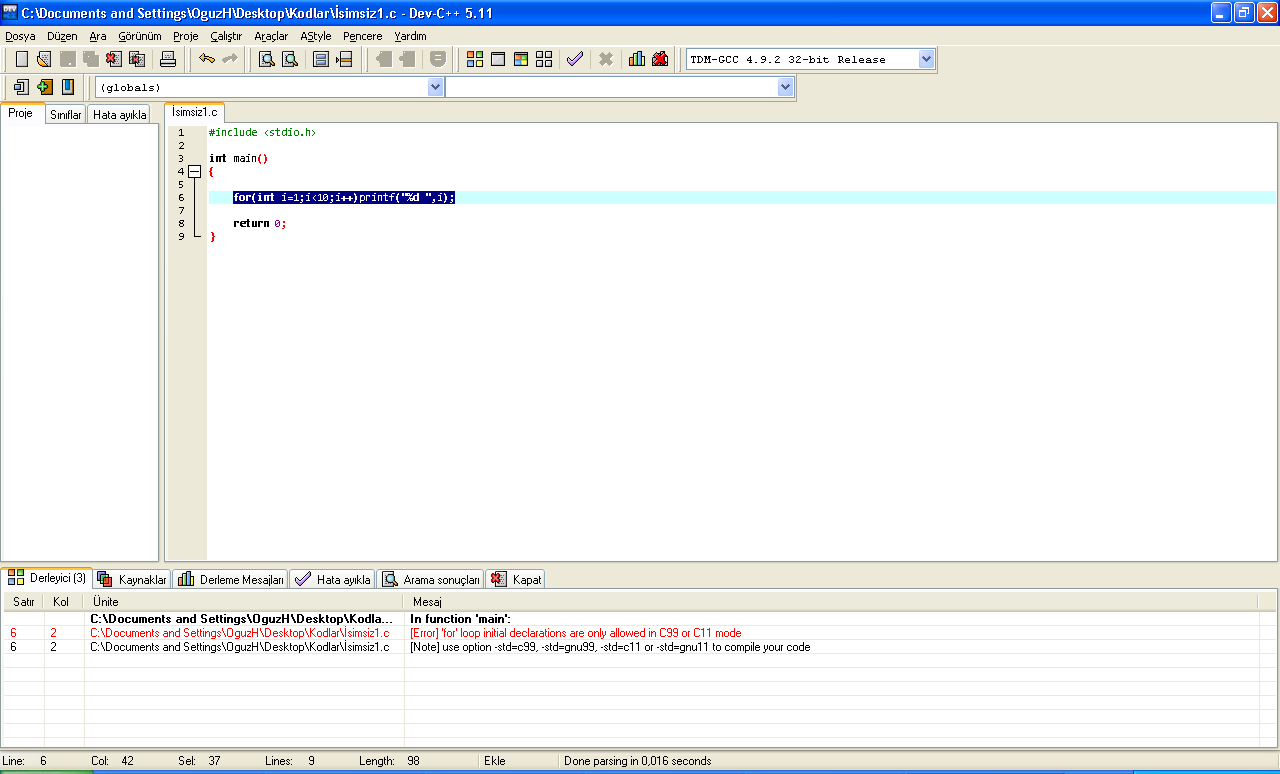 C:\Documents and Settings\OguzH\Desktop\Kodlar\İsimsiz1.c - Dev-C++ 5.11
Dosya Düzen Ara Görünüm Proje Çalıştır Araçlar AStyle Pencere Yardım
TDM-GCC 4.9.2 32-bit Release
(globals)
Proje Sınıflar Hata ayıkla
İsimsiz1.c
1 #include <stdio.h>
2
3 int main()
4 {
5
6 for(int i=1;i<10;i++)printf("%d ",i);
7
8 return 0;
9 }
Derleyici (3) Kaynaklar Derleme Mesajları Hata ayıkla Arama sonuçları Kapat
Satır Kol Ünite Mesaj
C:\Documents and Settings\OguzH\Desktop\Kodla... In function 'main':
6 2 C:\Documents and Settings\OguzH\Desktop\Kodlar\İsimsiz1.c [Error] 'for' loop initial declarations are only allowed in C99 or C11 mode
6 2 C:\Documents and Settings\OguzH\Desktop\Kodlar\İsimsiz1.c [Note] use option -std=c99, -std=gnu99, -std=c11 or -std=gnu11 to compile your code
Line: 6 Col: 42 Sel: 37 Lines: 9 Length: 98 Ekle Done parsing in 0,016 seconds